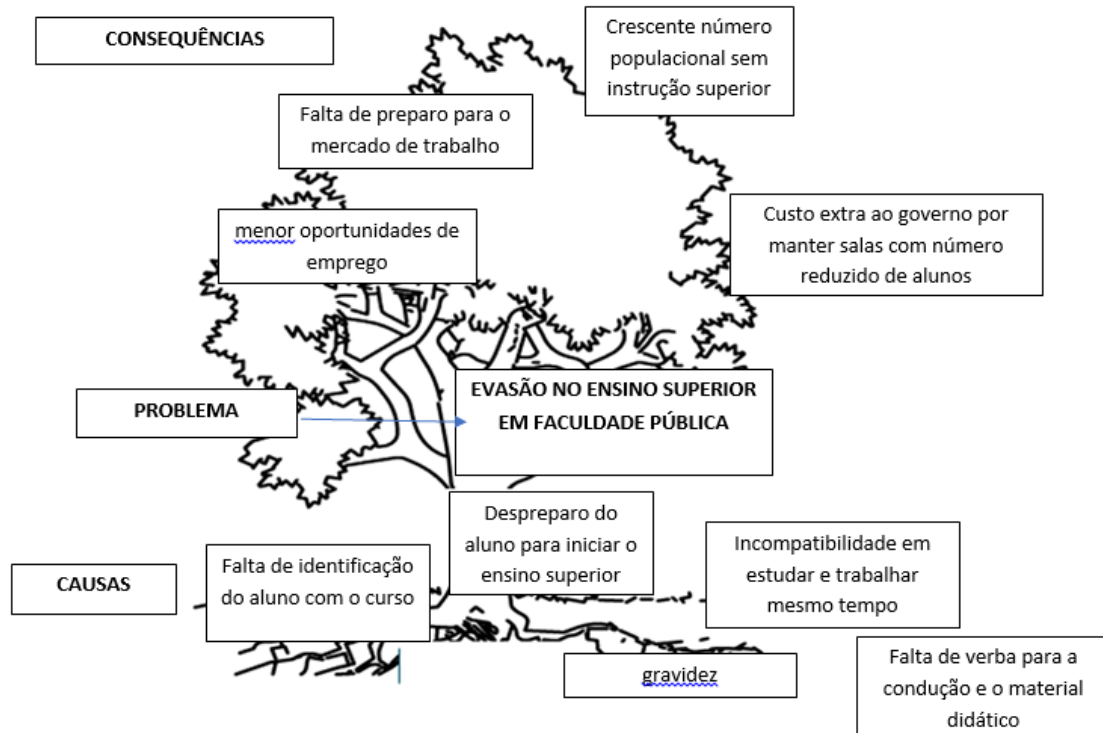 CONSEQUÊNCIAS
Crescente número
populacional sem
instrução superior
Falta de preparo para o
mercado de trabalho
menor oportunidades de
emprego
Custo extra ao governo por
manter salas com número
reduzido de alunos
PROBLEMA
EVASÃO NO ENSINO SUPERIOR
EM FACULDADE PÚBLICA
CAUSAS
Falta de identificação
do aluno com o curso
Despreparo do
aluno para iniciar o
ensino superior
Incompatibilidade em
estudar e trabalhar
mesmo tempo
gravidez
Falta de verba para a
condução e o material
didático